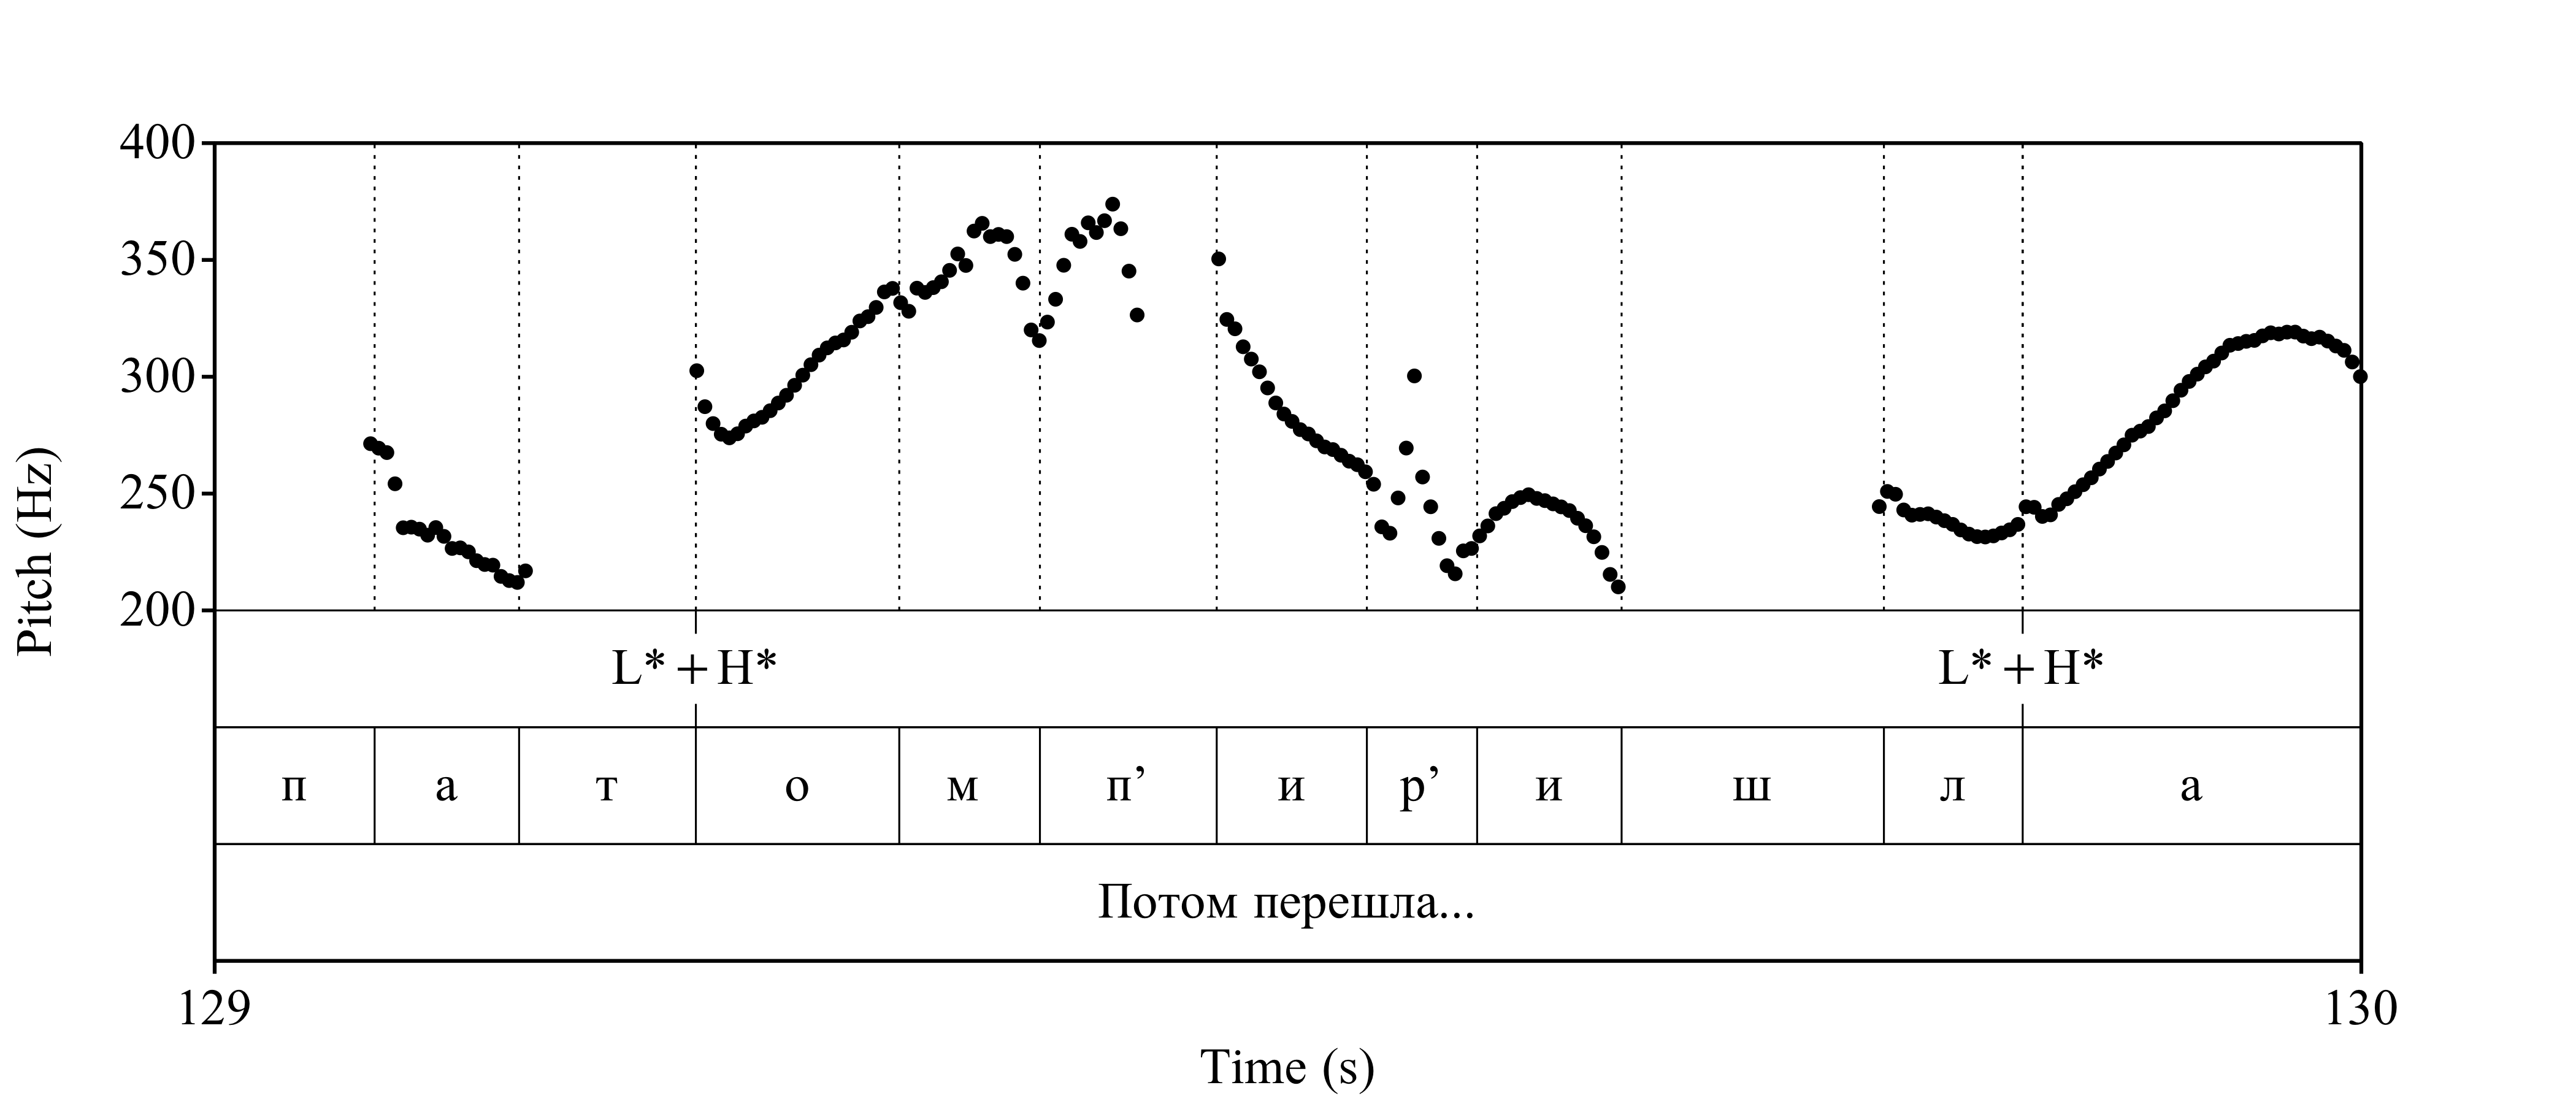 400
350
300
250
200
Pitch (Hz)
L* + H* L* + H*
п а т о м п’ и р’ и ш л а
Потом перешла...
129 130
Time (s)